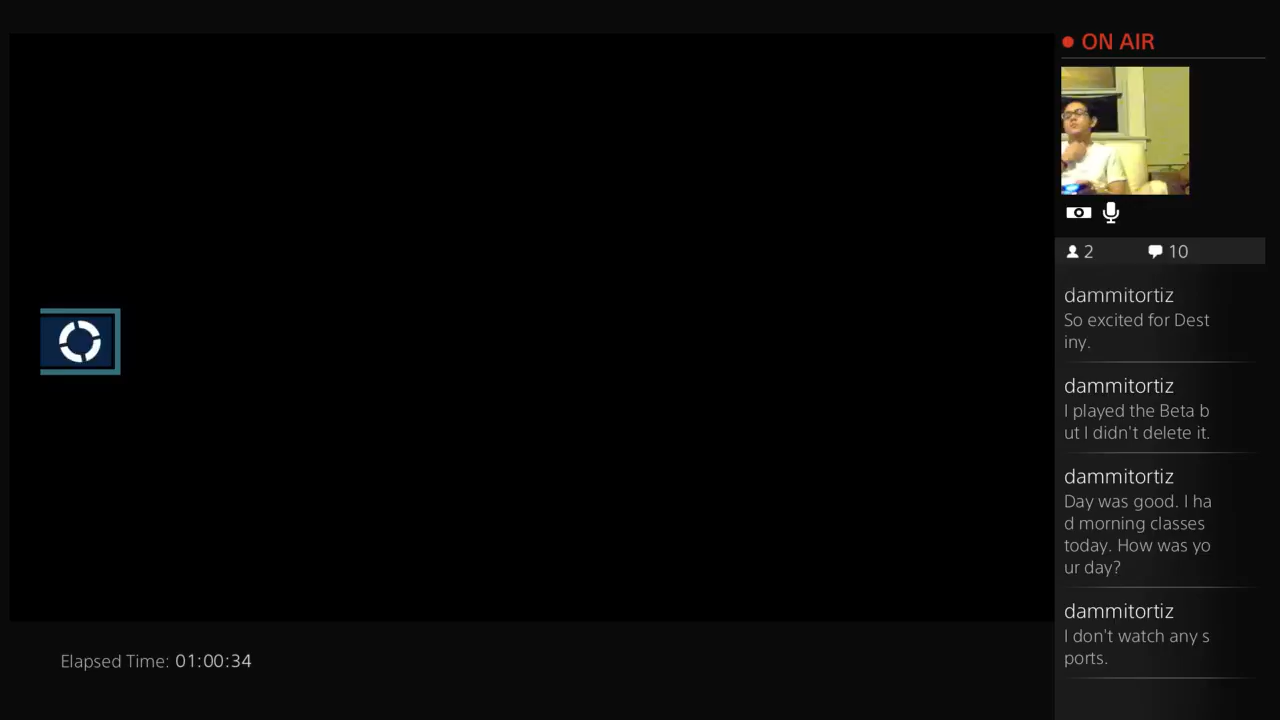 ON AIR
2 10
dammitortiz
So excited for Dest
iny.
dammitortiz
I played the Beta b
ut I didn't delete it.
dammitortiz
Day was good. I ha
d morning classes
today. How was yo
ur day?
dammitortiz
I don't watch any s
ports.
Elapsed Time: 01:00:34